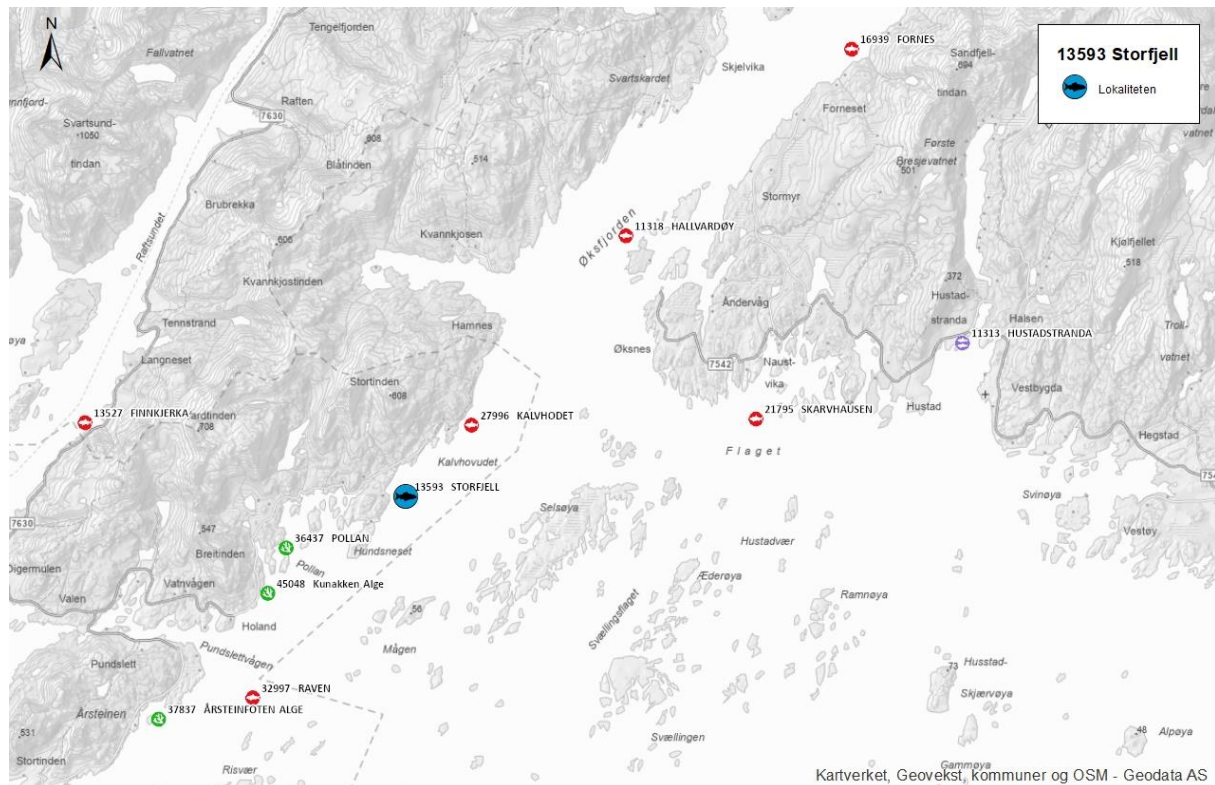 N
Tengelfjorden
Fallvatnet
Skjelvika
16939 FORNES
Sandfjell-
694
tindan
13593 Storfjell
Lokaliteten
Svartskardet
Raften
7630
Forneset
Svartsund-
1050
tindan
608
Blåtinden
514
Første
Bresjevatnet
501
Stormyr
Brubrekka
Raftsundet
606
Kvannkjosen
Øksfjorden
11318 HALLVARDØY
Kjølfjellet
518
Kvannkjostinden
372
Åndervåg
Hustad-
stranda
Halsen
Troll-
vatnet
Tennstrand
Hamnes
11313 HUSTADSTRANDA
Øksnes
7542
Naust-
vika
Langneset
Stortinden
608
Vestbygda
13527 FINNKJERKA
708
27996 KALVHODET
21795 SKARVHAUSEN
Hustad
Hegstad
Kalvhovudet
Flaget
13593 STORFJELL
Selsøya
Svinøya
7630
547
36437 POLLAN
Breitinden
Hundsneset
Pollan
Hustadvær
Vestøy
Digermulen
Vatnvågen
45048 Kunakken Alge
Æderøya
Valen
56
Ramnøya
Holand
Svællingsflaget
Mågen
Pundslettvågen
Pundslett
73
Husstad-
Skjærvøya
32997 RAVEN
37837 ÅRSTEINFOTEN ALGE
Årsteinen
531
Stortinden
Svællingen
48
Alpøya
Risvær
Gammøya
Kartverket, Geovekst, kommuner og OSM - Geodata AS